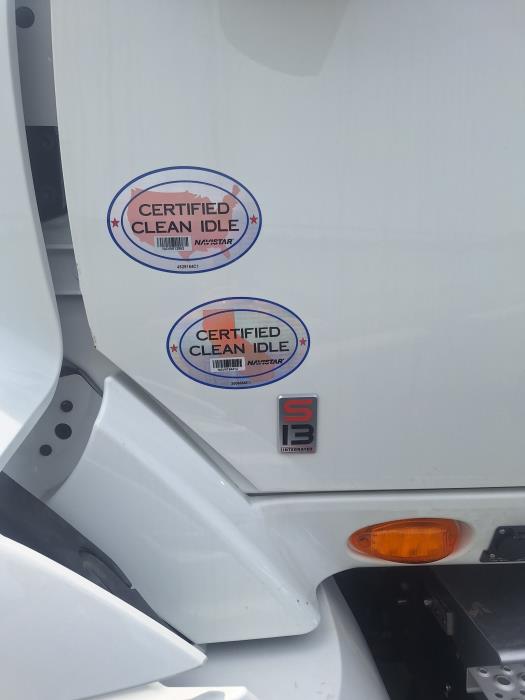 CERTIFIED
CLEAN IDLE
NAVISTAR
CERTIFIED
CLEAN IDLE
NAVISTAR
S
13
INTEGRATED